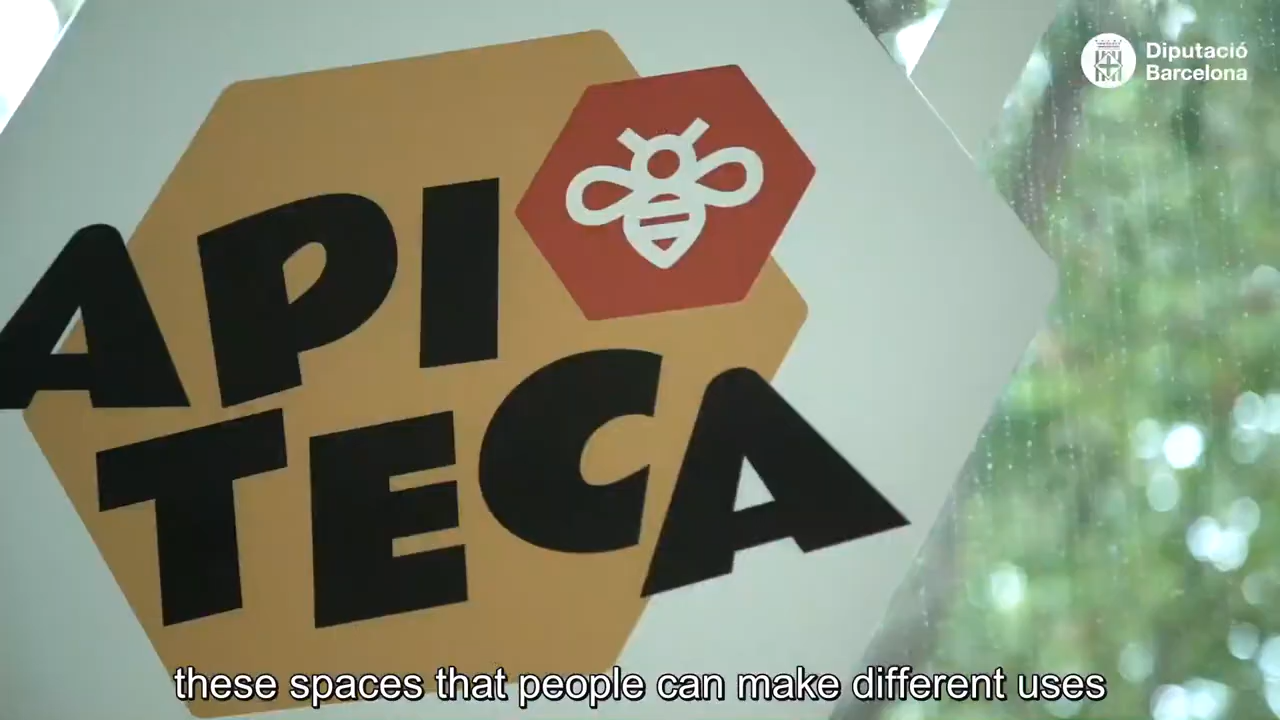 Diputació
Barcelona
API
TECA
these spaces that people can make different uses